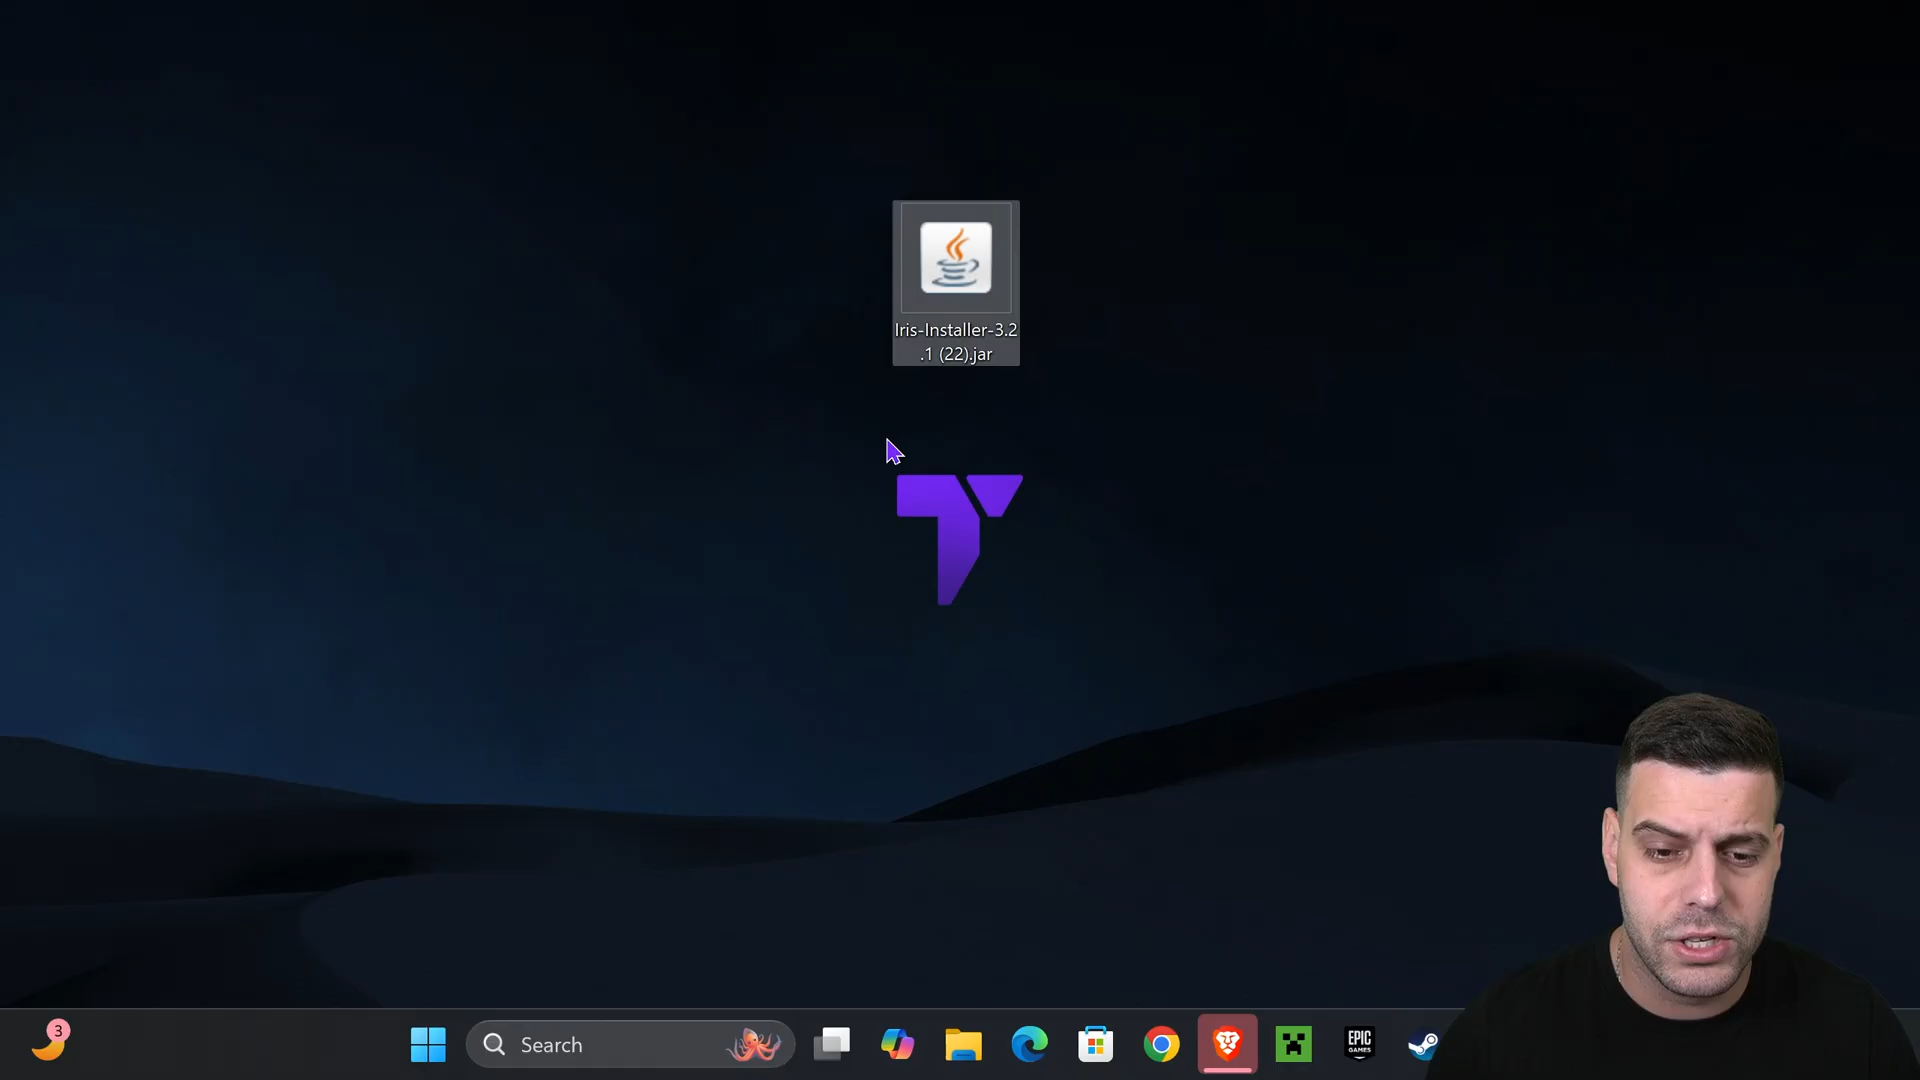 Iris-Installer-3.2
.1 (22).jar
3
Search
EPIC
GAMES